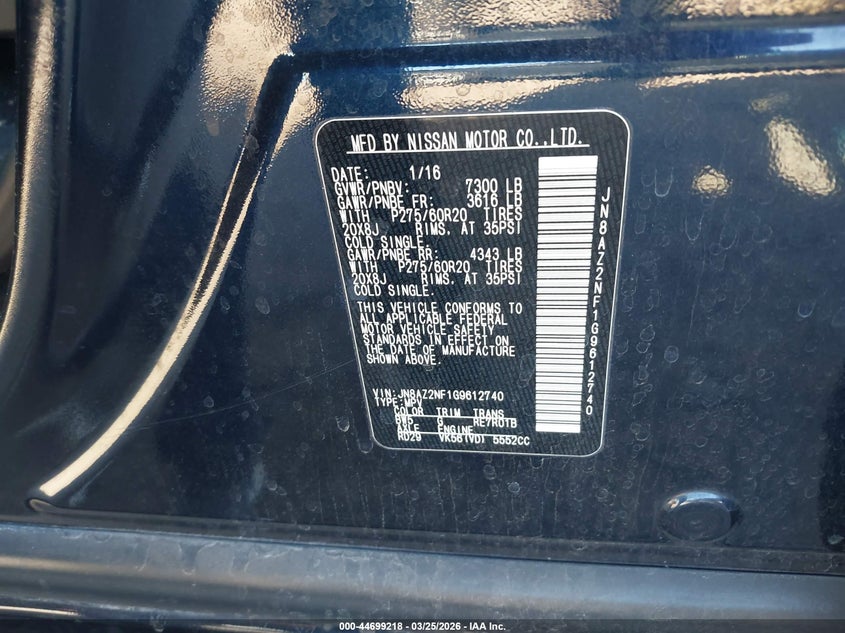 MFD BY NISSAN MOTOR CO.,LTD.
DATE: 1/16
GVWR/PNBV: 7300 LB
GAWR/PNBE FR: 3616 LB
WITH P275/60R20 TIRES
20X8J RIMS. AT 35PSI
COLD SINGLE.
GAWR/PNBE RR: 4343 LB
WITH P275/60R20 TIRES
20X8J RIMS. AT 35PSI
COLD SINGLE.
THIS VEHICLE CONFORMS TO
ALL APPLICABLE FEDERAL
MOTOR VEHICLE SAFETY
STANDARDS IN EFFECT ON
THE DATE OF MANUFACTURE
SHOWN ABOVE.
VIN: JN8AZ2NF1G9612740
TYPE: MPV
COLOR TRIM TRANS
BW5 G RE7R01B
AXLE ENGINE
RD29 VK56(VD) 5552CC
JN8AZ2NF1G9612740
000-44699218 - 03/25/2026 - IAA Inc.